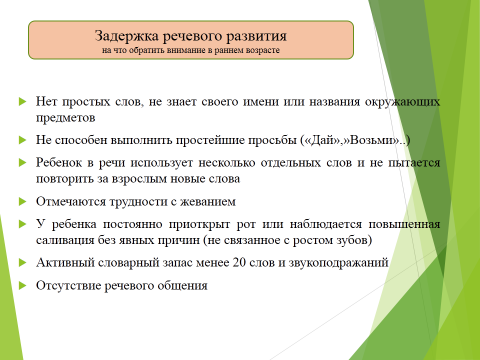 Задержка речевого развития
на что обратить внимание в раннем возрасте
Нет простых слов, не знает своего имени или названия окружающих
предметов
Не способен выполнить простейшие просьбы («Дай»,»Возьми»..)
Ребенок в речи использует несколько отдельных слов и не пытается
повторить за взрослым новые слова
Отмечаются трудности с жеванием
У ребенка постоянно приоткрыт рот или наблюдается повышенная
саливация без явных причин (не связанное с ростом зубов)
Активный словарный запас менее 20 слов и звукоподражаний
Отсутствие речевого общения